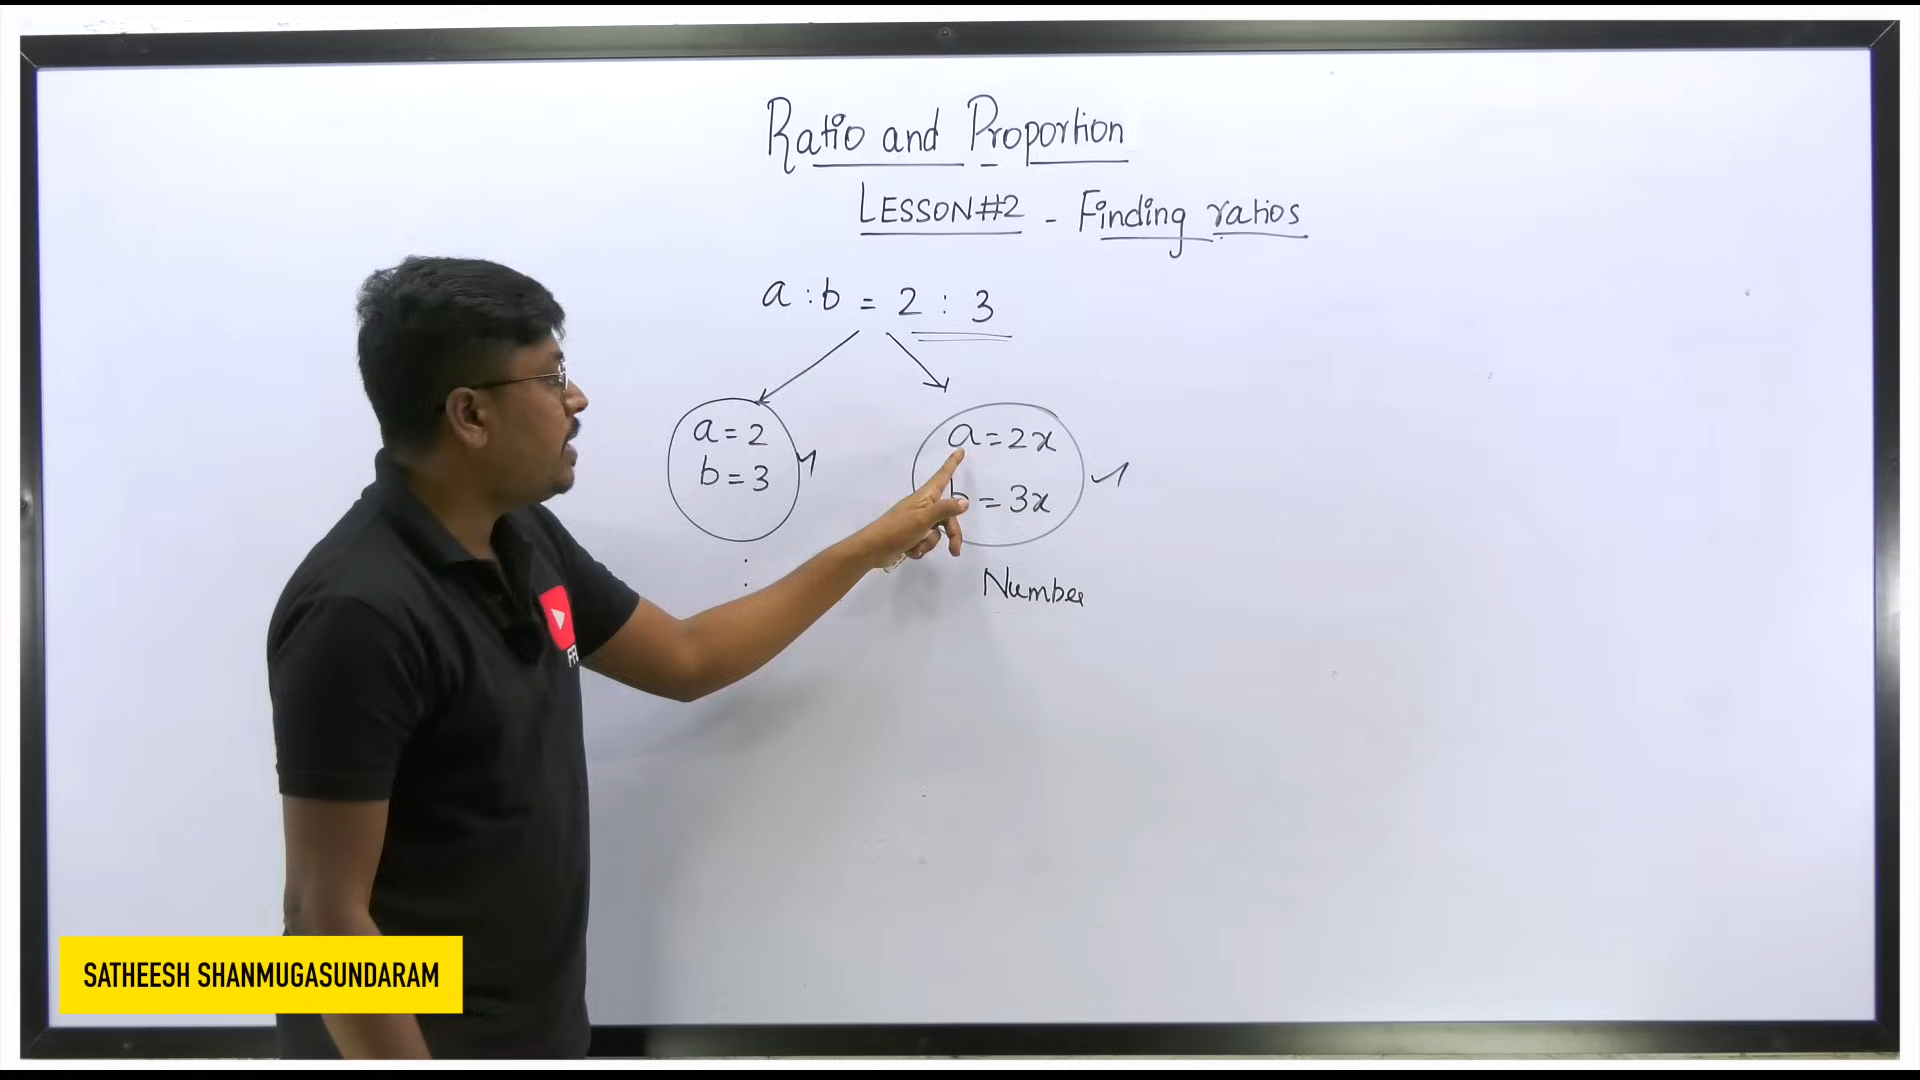 Ratio and Proportion
LESSON#2 - Finding ratios
a : b = 2 : 3
a = 2
b = 3
a = 2x
b = 3x
Number
SATHEESH SHANMUGASUNDARAM